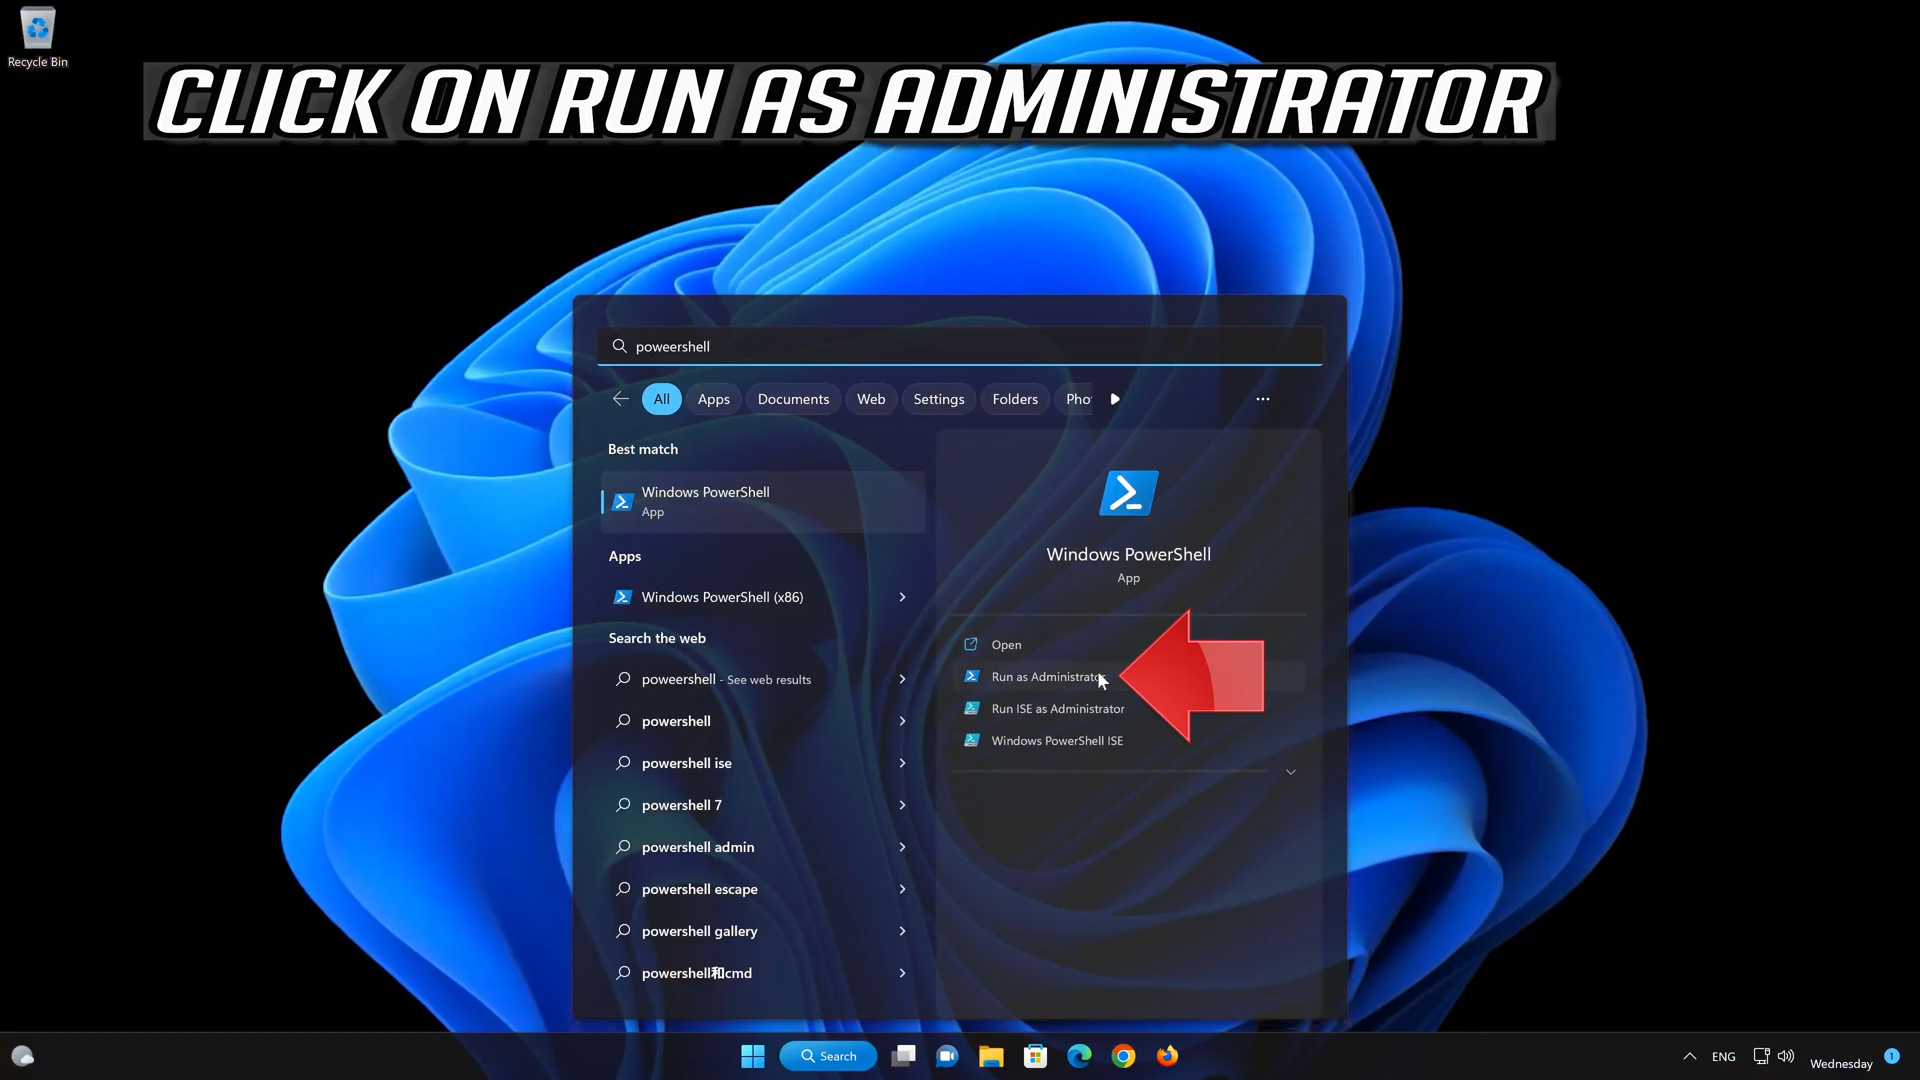 Recycle Bin
CLICK ON RUN AS ADMINISTRATOR
poweershell
All Apps Documents Web Settings Folders Pho
Best match
Windows PowerShell
App
Apps
Windows PowerShell (x86)
Search the web
poweershell - See web results
powershell
powershell ise
powershell 7
powershell admin
powershell escape
powershell gallery
powershell和cmd
Windows PowerShell
App
Open
Run as Administrator
Run ISE as Administrator
Windows PowerShell ISE
Search
ENG
Wednesday
1